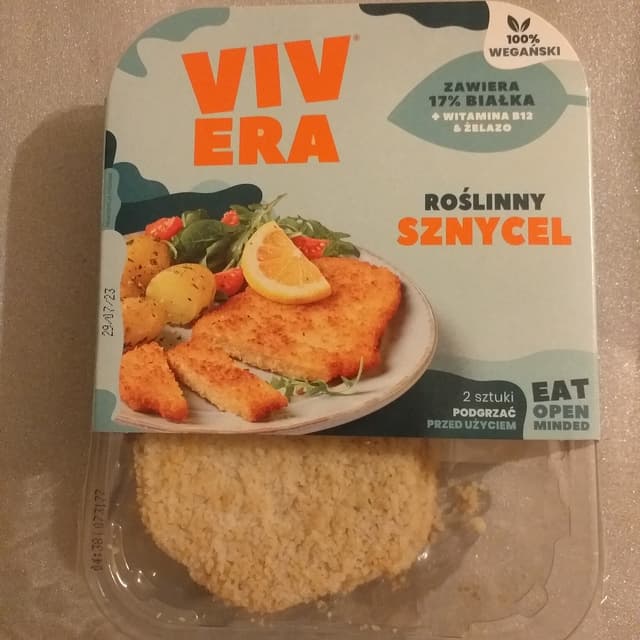 VIV
ERA
100%
WEGAŃSKI
ZAWIERA
17% BIAŁKA
+ WITAMINA B12
& ŻELAZO
ROŚLINNY
SZNYCEL
29/07/23
2 sztuki
PODGRZAĆ
PRZED UŻYCIEM
EAT
OPEN
MINDED